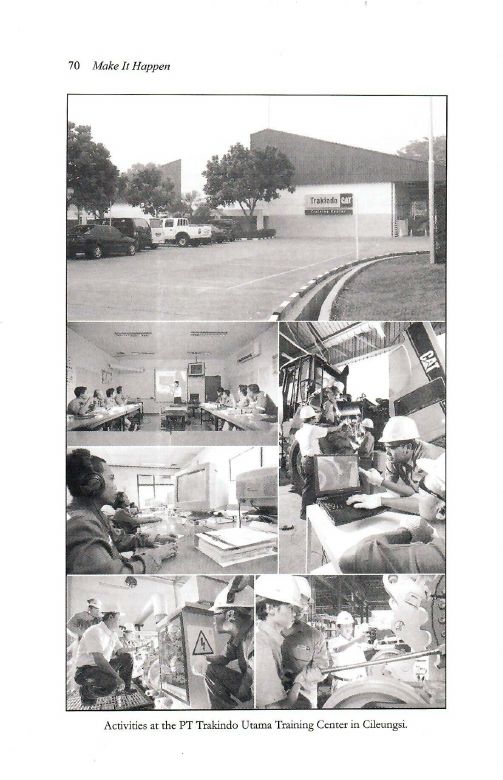 70 Make It Happen
Trakindo CAT
Training Center
CAT
Activities at the PT Trakindo Utama Training Center in Cileungsi.